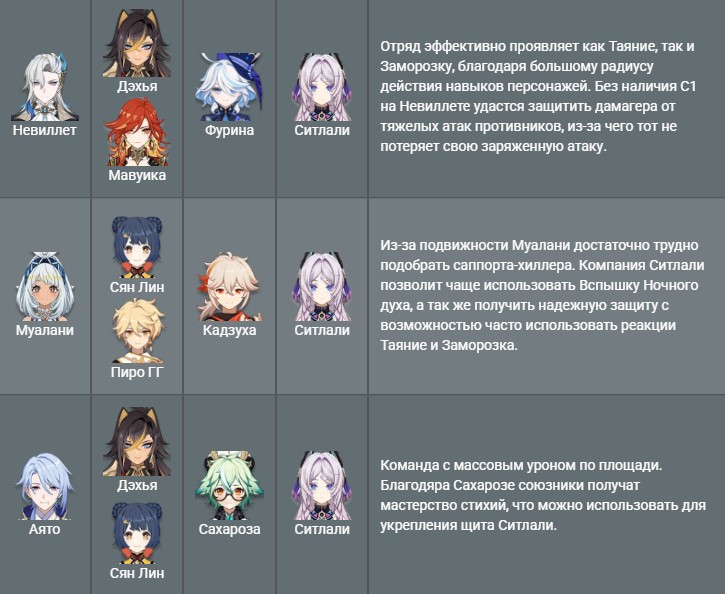 Невиллет
Дэхья
Мавуика
Фурина
Ситлали
Отряд эффективно проявляет как Таяние, так и
Заморозку, благодаря большому радиусу
действия навыков персонажей. Без наличия С1
на Невиллете удастся защитить дамагера от
тяжелых атак противников, из-за чего тот не
потеряет свою заряженную атаку.
Муалани
Сян Лин
Пиро ГГ
Кадзуха
Ситлали
Из-за подвижности Муалани достаточно трудно
подобрать саппорта-хиллера. Компания Ситлали
позволит чаще использовать Вспышку Ночного
духа, а так же получить надежную защиту с
возможностью часто использовать реакции
Таяние и Заморозка.
Аято
Дэхья
Сян Лин
Сахароза
Ситлали
Команда с массовым уроном по площади.
Благодяра Сахарозе союзники получат
мастерство стихий, что можно использовать для
укрепления щита Ситлали.